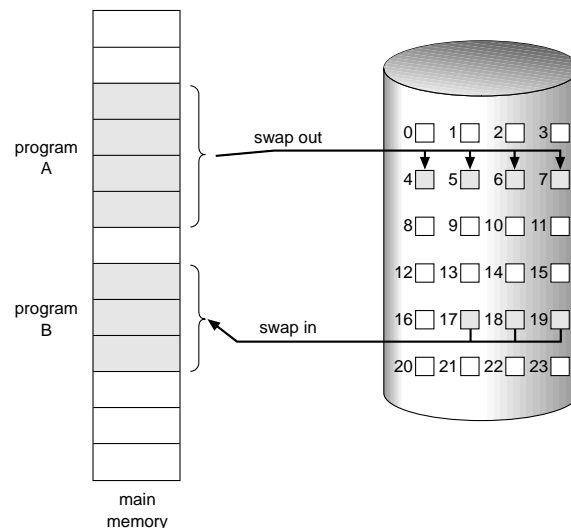 program
A
swap out
0 1 2 3
4 5 6 7
8 9 10 11
12 13 14 15
program
B
swap in
16 17 18 19
20 21 22 23
main
memory